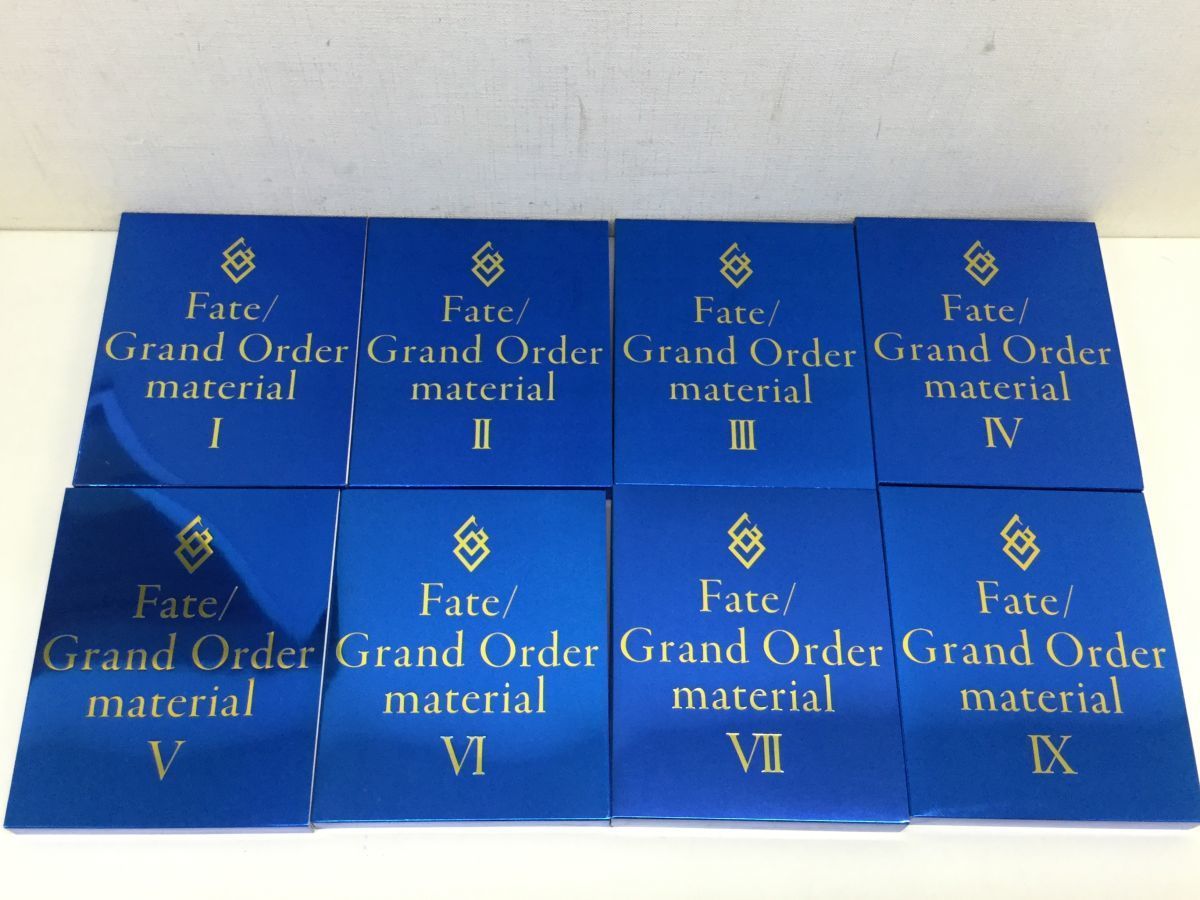 Fate/
Grand Order
material
I
Fate/
Grand Order
material
II
Fate/
Grand Order
material
III
Fate/
Grand Order
material
IV
Fate/
Grand Order
material
V
Fate/
Grand Order
material
VI
Fate/
Grand Order
material
VII
Fate/
Grand Order
material
IX